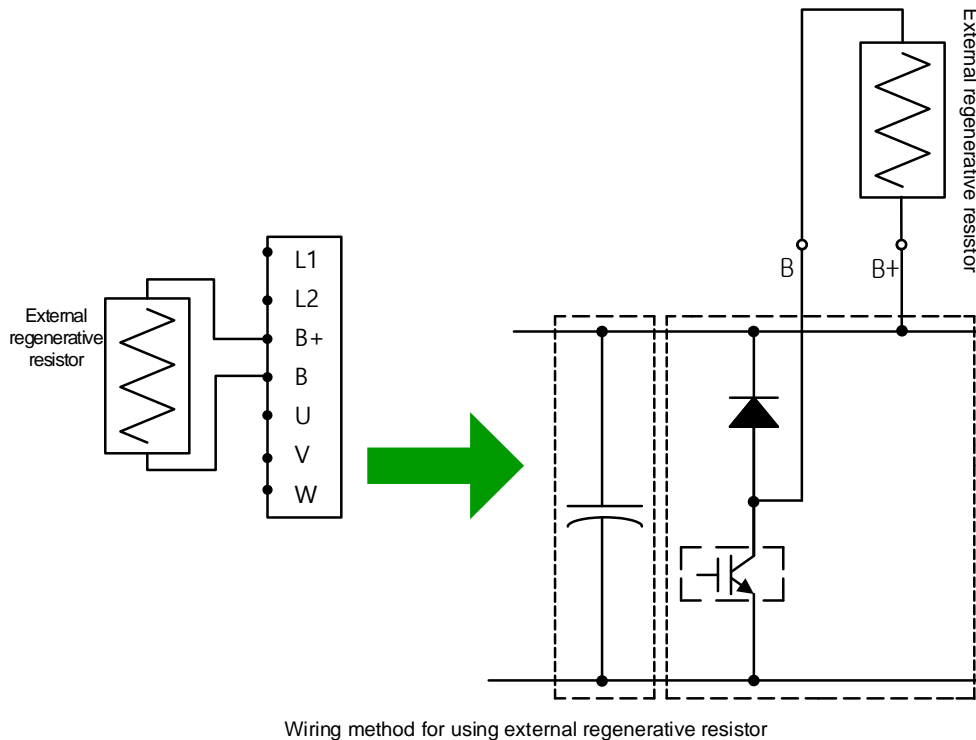 External
regenerative
resistor
L1
L2
B+
B
U
V
W
B
B+
External regenerative resistor
Wiring method for using external regenerative resistor